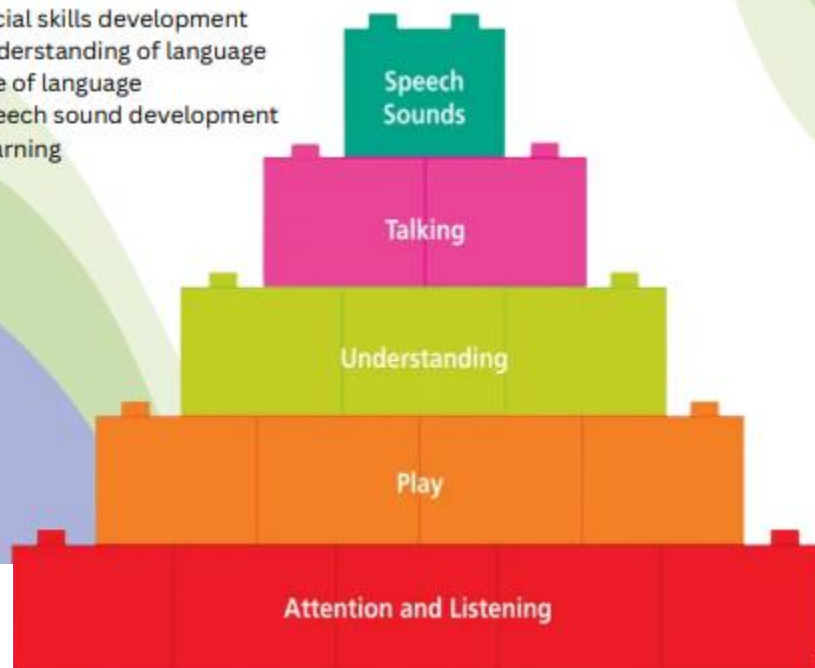 cial skills development
derstanding of language
e of language
eech sound development
arning
Speech
Sounds
Talking
Understanding
Play
Attention and Listening